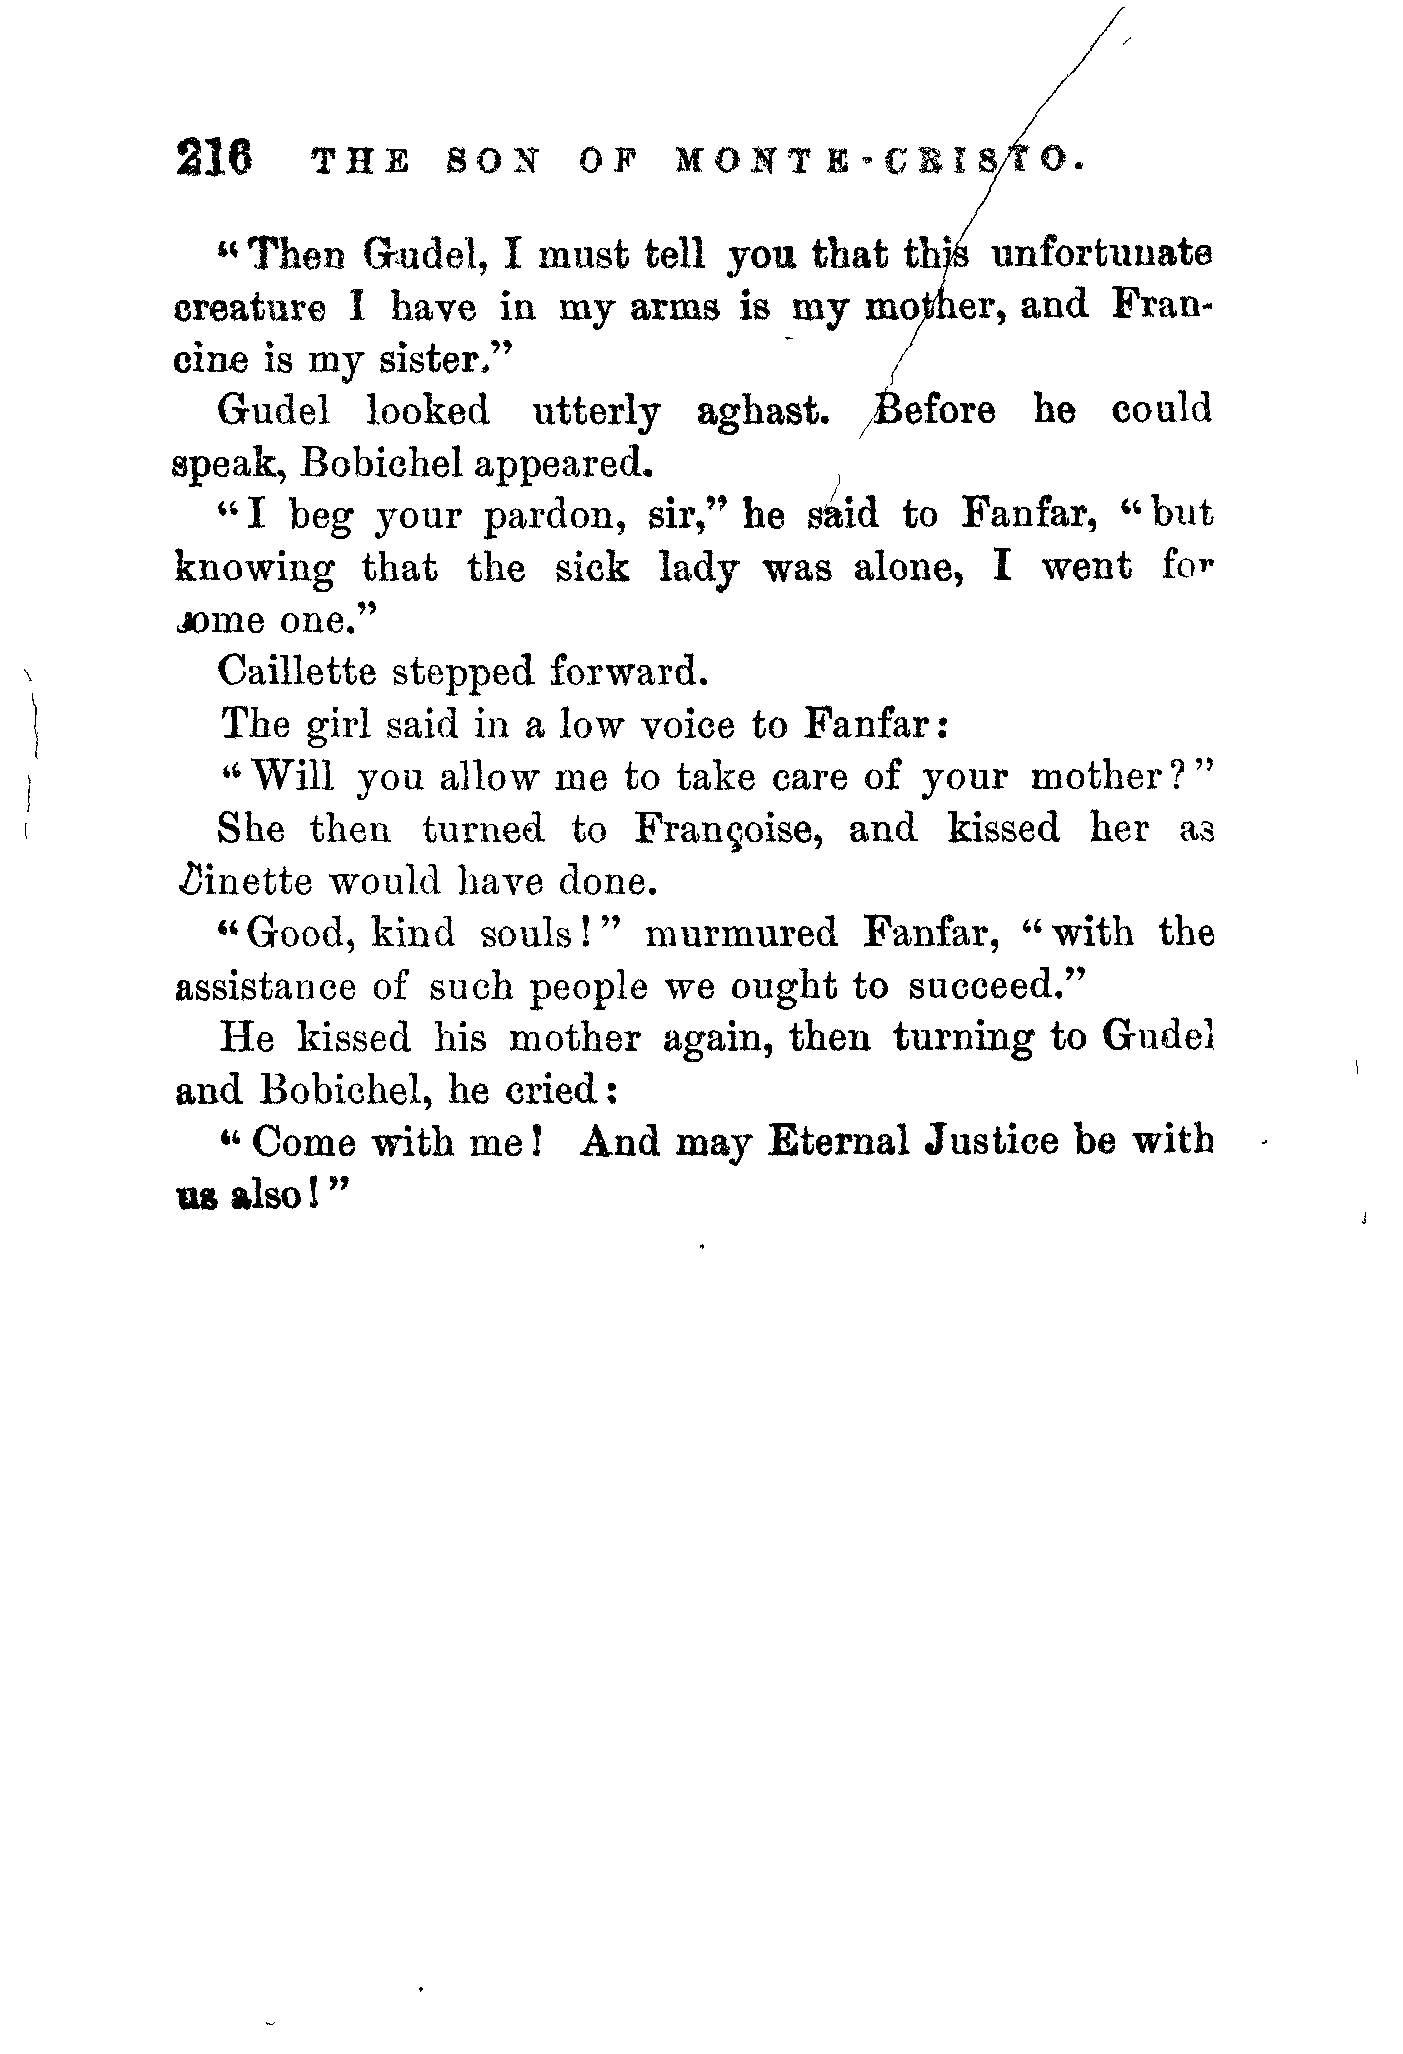 216 THE SON OF MONTE-CRISTO.
“Then Gudel, I must tell you that this unfortunate
creature I have in my arms is my mother, and Fran-
cine is my sister.”
Gudel looked utterly aghast. Before he could
speak, Bobichel appeared.
“I beg your pardon, sir,” he said to Fanfar, “but
knowing that the sick lady was alone, I went for
some one.”
Caillette stepped forward.
The girl said in a low voice to Fanfar:
“Will you allow me to take care of your mother?”
She then turned to Françoise, and kissed her as
Cinette would have done.
“Good, kind souls!” murmured Fanfar, “with the
assistance of such people we ought to succeed.”
He kissed his mother again, then turning to Gudel
and Bobichel, he cried:
“Come with me! And may Eternal Justice be with
us also!”